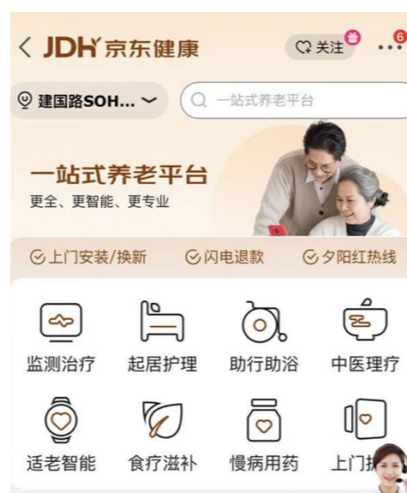 JDH 京东健康
关注
6
建国路SOH...
一站式养老平台
一站式养老平台
更全、更智能、更专业
上门安装/换新
闪电退款
夕阳红热线
监测治疗
起居护理
助行助浴
中医理疗
适老智能
食疗滋补
慢病用药
上门